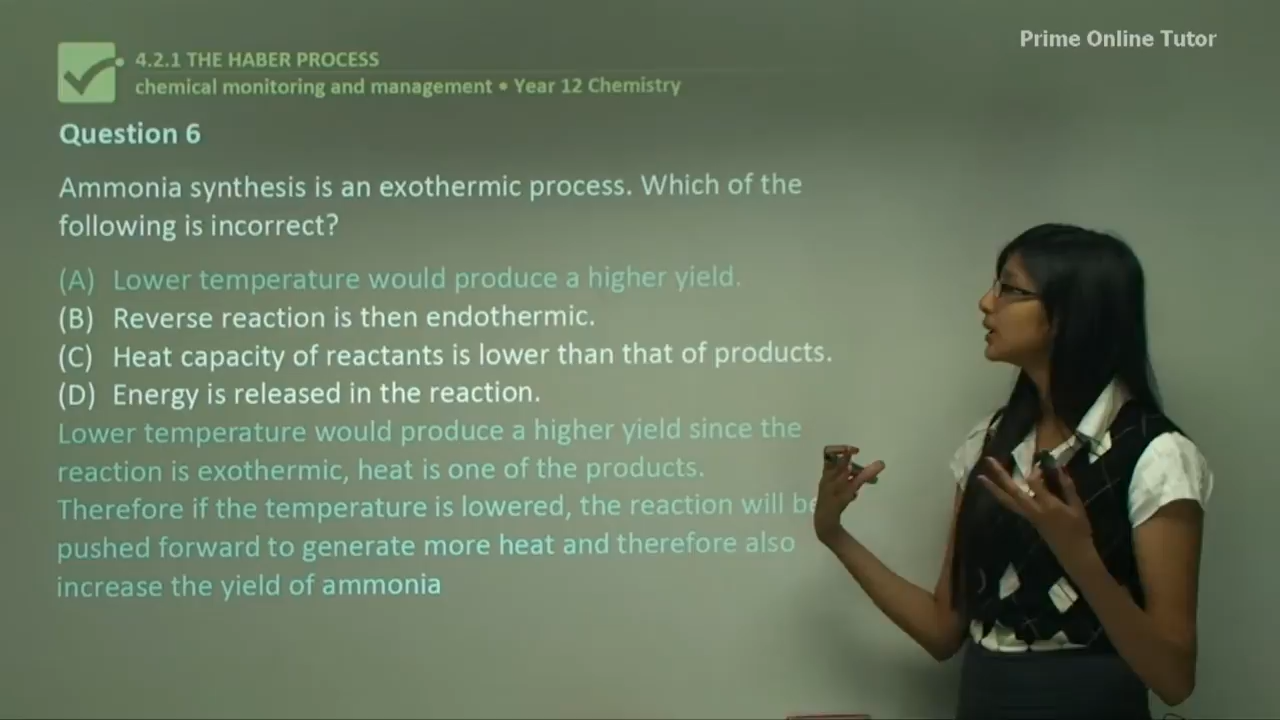 Prime Online Tutor
4.2.1 THE HABER PROCESS
chemical monitoring and management • Year 12 Chemistry
Question 6
Ammonia synthesis is an exothermic process. Which of the
following is incorrect?
(A) Lower temperature would produce a higher yield.
(B) Reverse reaction is then endothermic.
(C) Heat capacity of reactants is lower than that of products.
(D) Energy is released in the reaction.
Lower temperature would produce a higher yield since the
reaction is exothermic, heat is one of the products.
Therefore if the temperature is lowered, the reaction will be
pushed forward to generate more heat and therefore also
increase the yield of ammonia